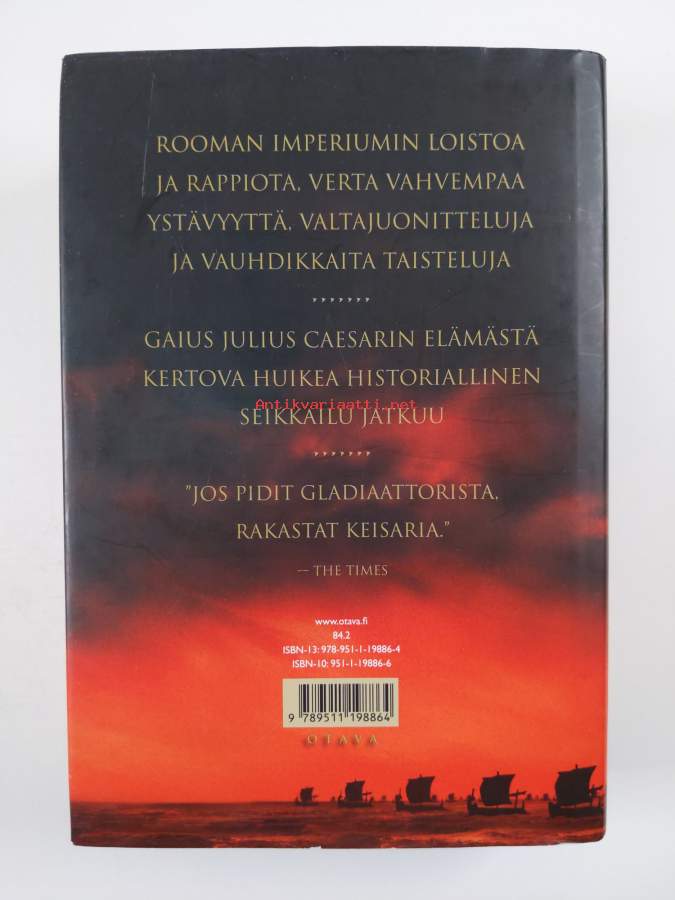 ROOMAN IMPERIUMIN LOISTOA
JA RAPPIOTA, VERTA VAHVEMPAA
YSTÄVYYTTÄ, VALTAJUONITTELUJA
JA VAUHDIKKAITA TAISTELUJA
GAIUS JULIUS CAESARIN ELÄMÄSTÄ
KERTOVA HUIKEA HISTORIALLINEN
Antikvariaatti.net
SEIKKAILU JATKUU
"JOS PIDIT GLADIAATTORISTA,
RAKASTAT KEISARIA."
-- THE TIMES
www.otava.fi
84.2
ISBN-13: 978-951-1-19886-4
ISBN-10: 951-1-19886-6
9 789511 198864
OTAVA